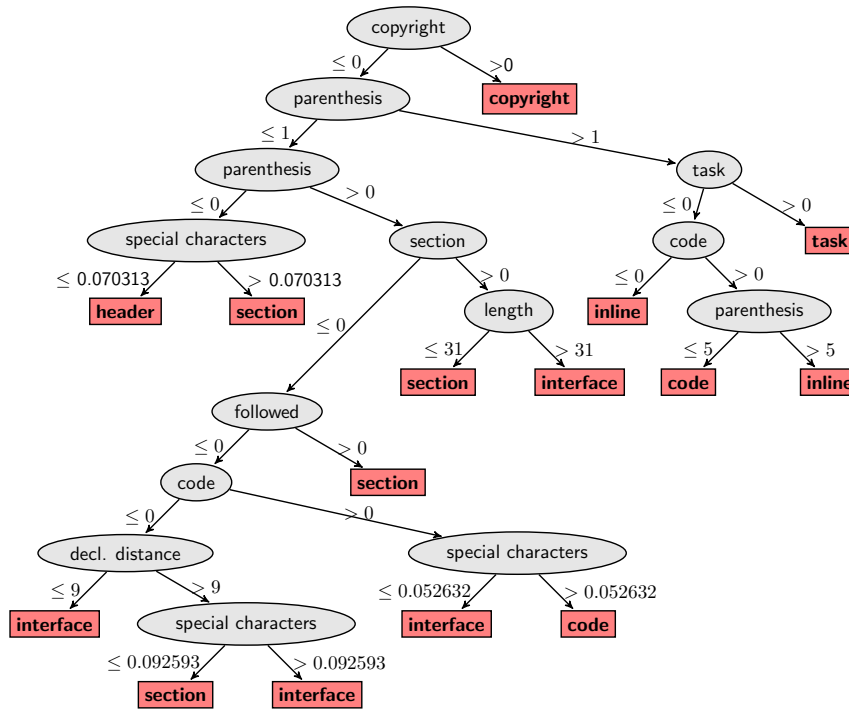 copyright
≤ 0
>0
parenthesis
copyright
≤ 1
> 1
parenthesis
task
≤ 0
> 0
≤ 0
> 0
special characters
section
code
task
≤ 0.070313
> 0.070313
> 0
≤ 0
> 0
header
section
length
inline
parenthesis
≤ 0
≤ 31
> 31
≤ 5
> 5
section
interface
code
inline
followed
≤ 0
> 0
code
section
≤ 0
> 0
decl. distance
special characters
≤ 9
> 9
≤ 0.052632
> 0.052632
interface
special characters
interface
code
≤ 0.092593
> 0.092593
section
interface